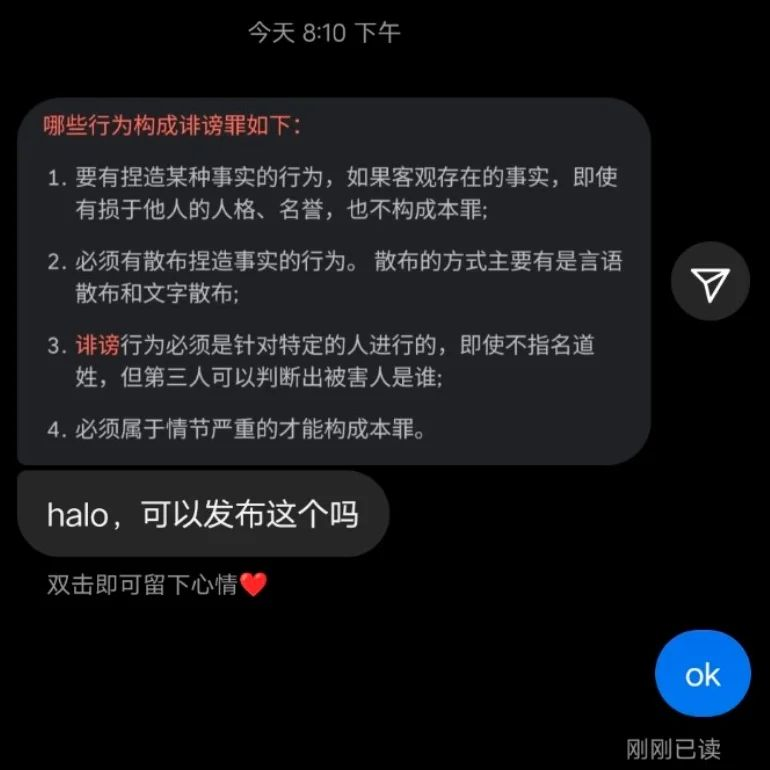 今天 8:10 下午
哪些行为构成诽谤罪如下：
1. 要有捏造某种事实的行为，如果客观存在的事实，即使
有损于他人的人格、名誉，也不构成本罪;
2. 必须有散布捏造事实的行为。 散布的方式主要有是言语
散布和文字散布;
3. 诽谤行为必须是针对特定的人进行的，即使不指名道
姓，但第三人可以判断出被害人是谁;
4. 必须属于情节严重的才能构成本罪。
halo，可以发布这个吗
双击即可留下心情❤️
ok
刚刚已读